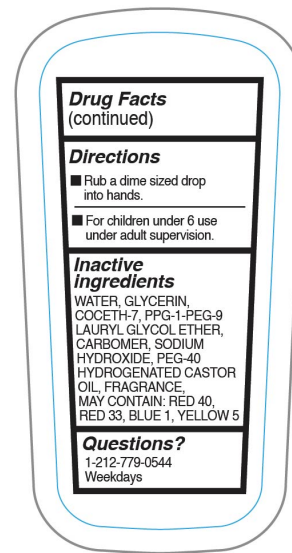 Drug Facts
(continued)
Directions
■ Rub a dime sized drop
into hands.
■ For children under 6 use
under adult supervision.
Inactive
ingredients
WATER, GLYCERIN,
COCETH-7, PPG-1-PEG-9
LAURYL GLYCOL ETHER,
CARBOMER, SODIUM
HYDROXIDE, PEG-40
HYDROGENATED CASTOR
OIL, FRAGRANCE,
MAY CONTAIN: RED 40,
RED 33, BLUE 1, YELLOW 5
Questions?
1-212-779-0544
Weekdays